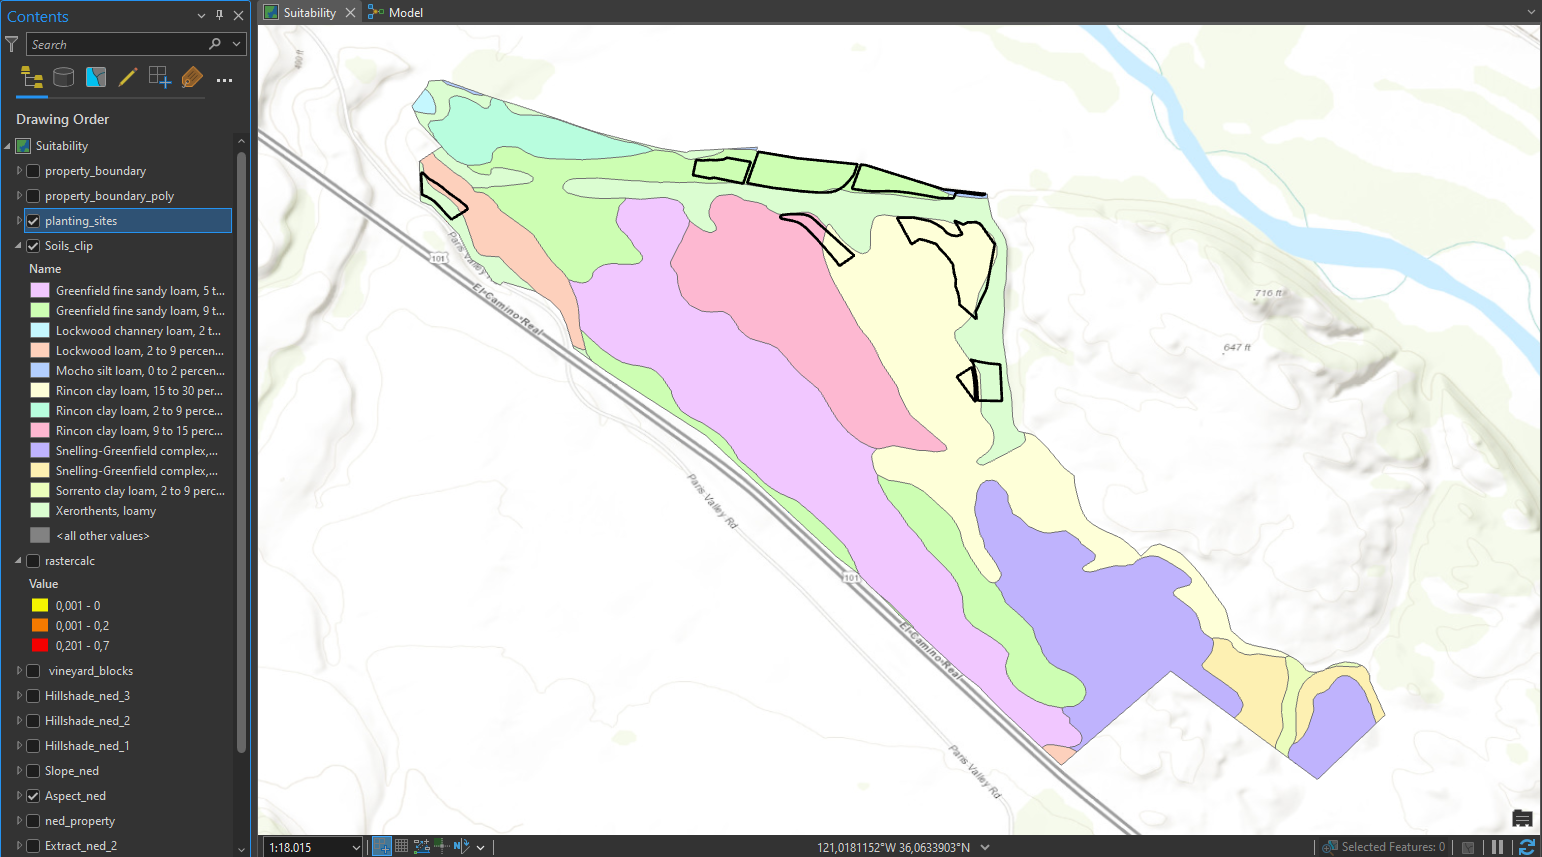 Contents
Suitability
Model
Search
Drawing Order
Suitability
property_boundary
property_boundary_poly
planting_sites
Soils_clip
Name
Greenfield fine sandy loam, 5 t...
Greenfield fine sandy loam, 9 t...
Lockwood channery loam, 2 t...
Lockwood loam, 2 to 9 percen...
Mocho silt loam, 0 to 2 percen...
Rincon clay loam, 15 to 30 per...
Rincon clay loam, 2 to 9 perce...
Rincon clay loam, 9 to 15 perc...
Snelling-Greenfield complex,...
Snelling-Greenfield complex,...
Sorrento clay loam, 2 to 9 perc...
Xerorthents, loamy
<all other values>
rastercalc
Value
0,001 - 0
0,001 - 0,2
0,201 - 0,7
vineyard_blocks
Hillshade_ned_3
Hillshade_ned_2
Hillshade_ned_1
Slope_ned
Aspect_ned
ned_property
Extract_ned_2
Paris Valley
101
El-Camino-Real
716 ft
647 ft
Paris Valley Rd
101
El-Camino-Real
Paris Valley Rd
1:18.015
121,0181152°W 36,0633903°N
Selected Features: 0